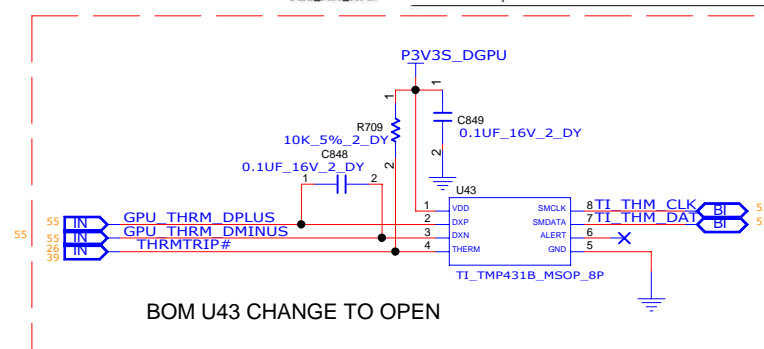 P3V3S_DGPU
1
1
R709
10K_5%_2_DY
C849
0.1UF_16V_2_DY
2
2
C848
0.1UF_16V_2_DY
1
2
U43
55 IN GPU_THRM_DPLUS 1 VDD SMCLK 8 TI_THM_CLK BI
55 55 IN GPU_THRM_DMINUS 2 DXP SMDATA 7 TI_THM_DAT BI
26 39 IN THRMTRIP# 3 DXN ALERT 6
4 THERM GND 5
TI_TMP431B_MSOP_8P
BOM U43 CHANGE TO OPEN